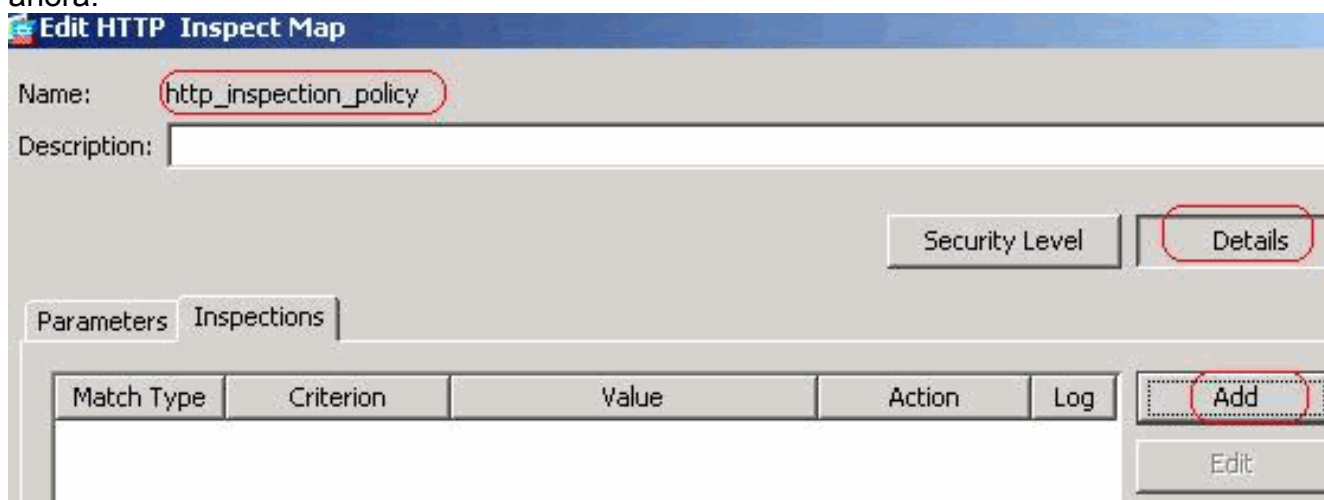 ahora.
Edit HTTP Inspect Map
Name: http_inspection_policy
Description:
Security Level Details
Parameters Inspections
Match Type Criterion Value Action Log Add
Edit